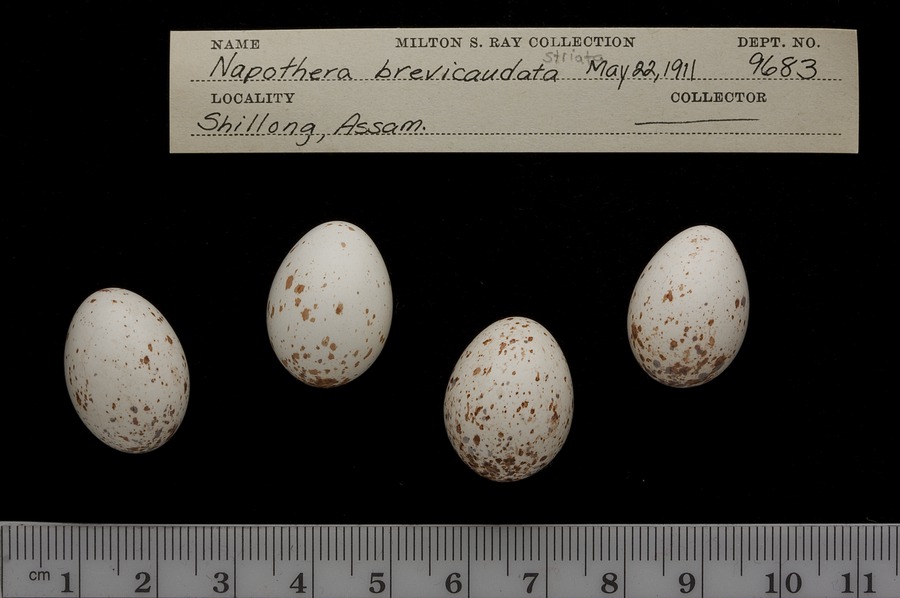 NAME MILTON S. RAY COLLECTION DEPT. NO.
striata
Napothera brevicaudata May 22, 1911 9683
LOCALITY COLLECTOR
Shillong, Assam.
cm 1 2 3 4 5 6 7 8 9 10 11